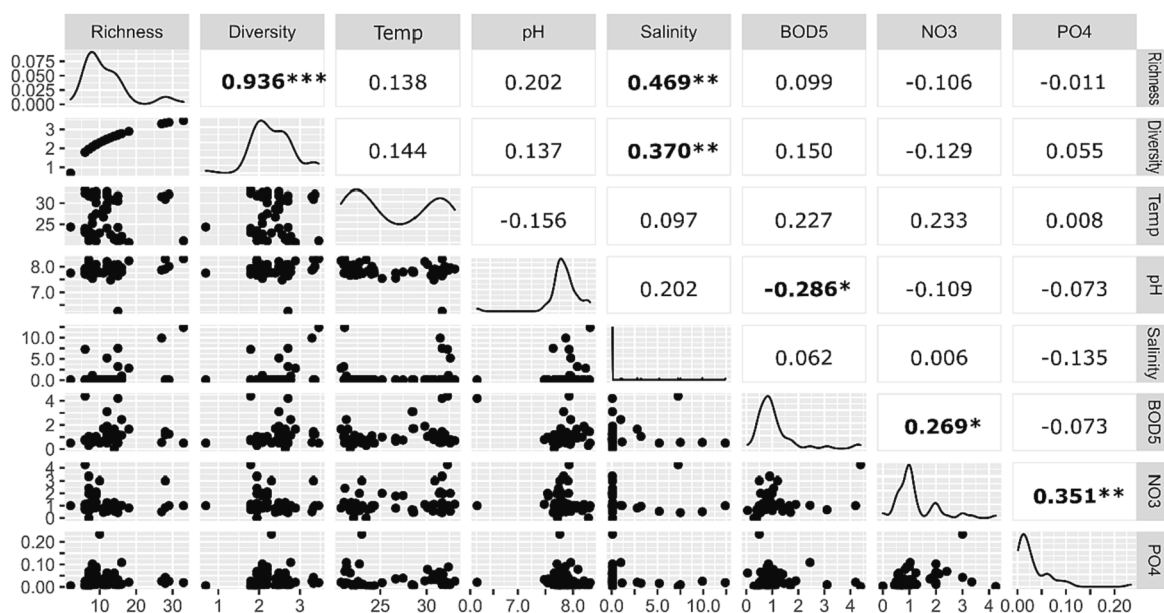 Richness Diversity Temp pH Salinity BOD5 NO3 PO4
0.075 0.050 0.025 0.000 0.936*** 0.138 0.202 0.469** 0.099 -0.106 -0.011 Richness
3 2 1 0.144 0.137 0.370** 0.150 -0.129 0.055 Diversity
30 25 -0.156 0.097 0.227 0.233 0.008 Temp
8.0 7.0 0.202 -0.286* -0.109 -0.073 pH
10.0 5.0 0.0 0.062 0.006 -0.135 Salinity
4 2 1 0 0.269* -0.073 BOD5
4 3 2 1 0 0.351** NO3
0.20 0.10 0.00 PO4
10 20 30 1 2 3 25 30 0.0 7.0 8.0 0.0 5.0 10.0 0 1 2 4 0 1 2 3 4 0.00 0.10 0.20